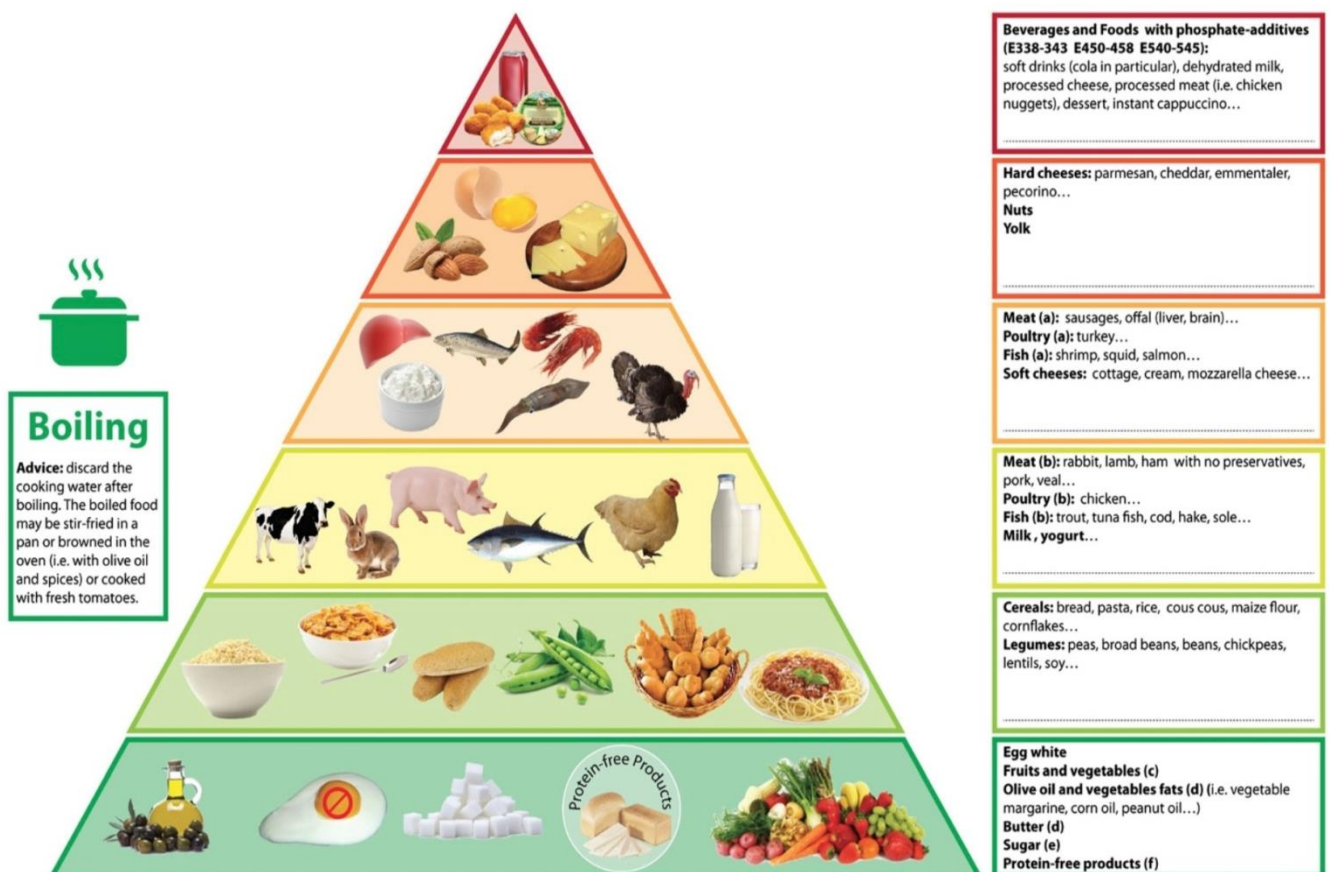 Boiling
Advice: discard the
cooking water after
boiling. The boiled food
may be stir-fried in a
pan or browned in the
oven (i.e. with olive oil
and spices) or cooked
with fresh tomatoes.
Protein-free Products
Beverages and Foods with phosphate-additives
(E338-343 E450-458 E540-545):
soft drinks (cola in particular), dehydrated milk,
processed cheese, processed meat (i.e. chicken
nuggets), dessert, instant cappuccino…
Hard cheeses: parmesan, cheddar, emmentaler,
pecorino…
Nuts
Yolk
Meat (a): sausages, offal (liver, brain)…
Poultry (a): turkey…
Fish (a): shrimp, squid, salmon…
Soft cheeses: cottage, cream, mozzarella cheese…
Meat (b): rabbit, lamb, ham with no preservatives,
pork, veal…
Poultry (b): chicken…
Fish (b): trout, tuna fish, cod, hake, sole…
Milk , yogurt…
Cereals: bread, pasta, rice, cous cous, maize flour,
cornflakes…
Legumes: peas, broad beans, beans, chickpeas,
lentils, soy…
Egg white
Fruits and vegetables (c)
Olive oil and vegetables fats (d) (i.e. vegetable
margarine, corn oil, peanut oil…)
Butter (d)
Sugar (e)
Protein-free products (f)